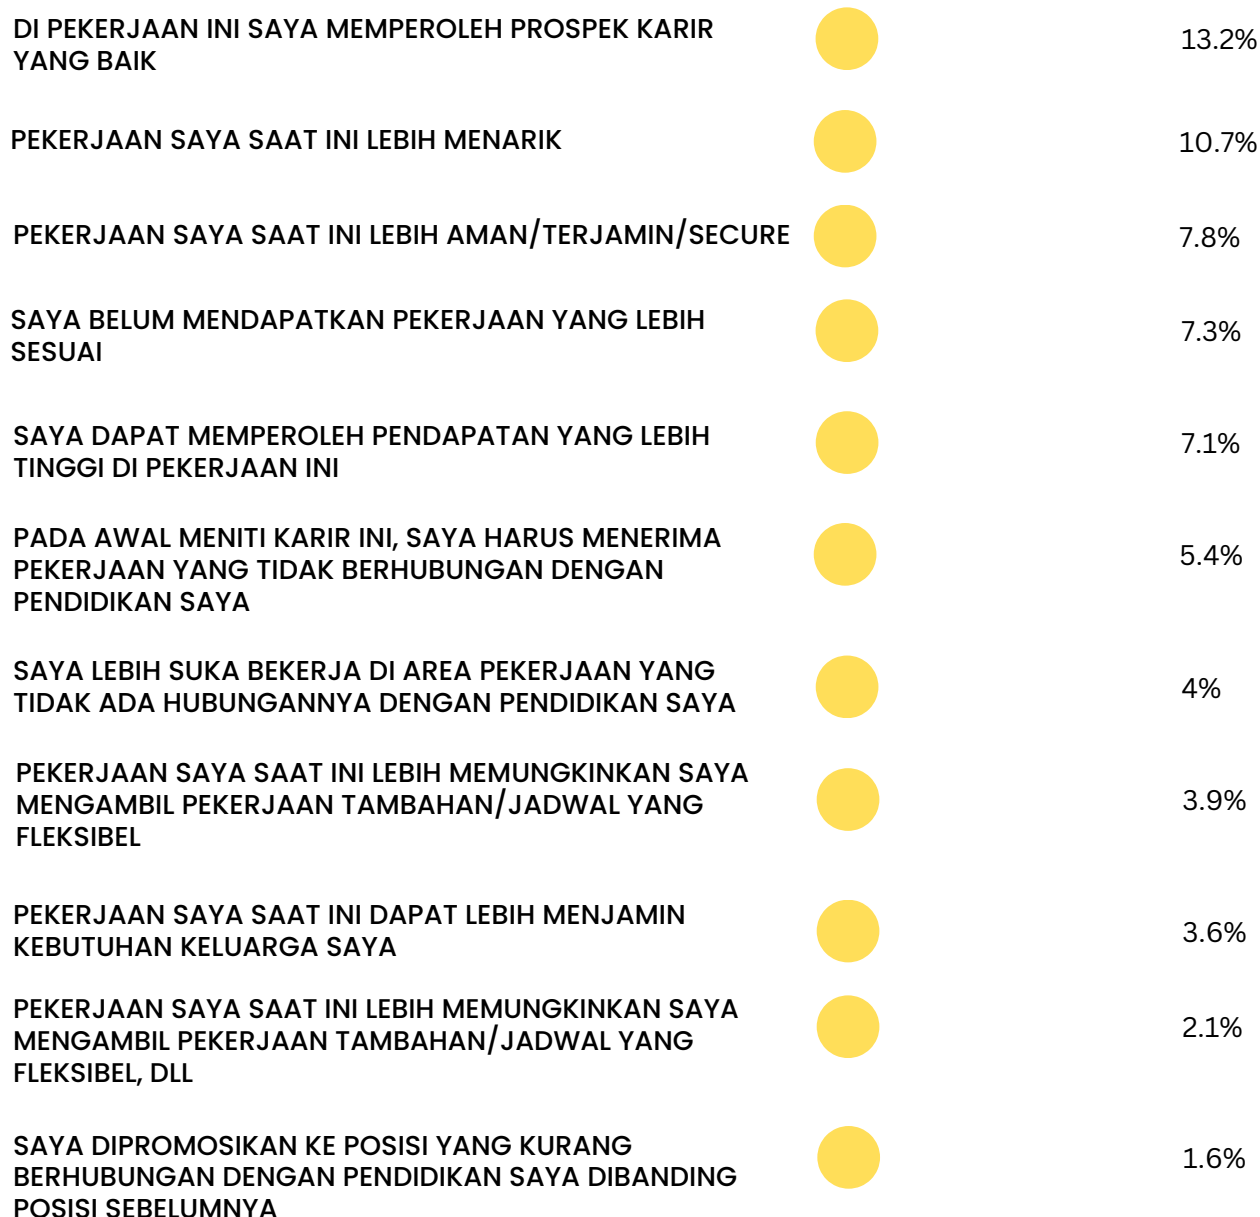 DI PEKERJAAN INI SAYA MEMPEROLEH PROSPEK KARIR
YANG BAIK
13.2%
PEKERJAAN SAYA SAAT INI LEBIH MENARIK
10.7%
PEKERJAAN SAYA SAAT INI LEBIH AMAN/TERJAMIN/SECURE
7.8%
SAYA BELUM MENDAPATKAN PEKERJAAN YANG LEBIH
SESUAI
7.3%
SAYA DAPAT MEMPEROLEH PENDAPATAN YANG LEBIH
TINGGI DI PEKERJAAN INI
7.1%
PADA AWAL MENITI KARIR INI, SAYA HARUS MENERIMA
PEKERJAAN YANG TIDAK BERHUBUNGAN DENGAN
PENDIDIKAN SAYA
5.4%
SAYA LEBIH SUKA BEKERJA DI AREA PEKERJAAN YANG
TIDAK ADA HUBUNGANNYA DENGAN PENDIDIKAN SAYA
4%
PEKERJAAN SAYA SAAT INI LEBIH MEMUNGKINKAN SAYA
MENGAMBIL PEKERJAAN TAMBAHAN/JADWAL YANG
FLEKSIBEL
3.9%
PEKERJAAN SAYA SAAT INI DAPAT LEBIH MENJAMIN
KEBUTUHAN KELUARGA SAYA
3.6%
PEKERJAAN SAYA SAAT INI LEBIH MEMUNGKINKAN SAYA
MENGAMBIL PEKERJAAN TAMBAHAN/JADWAL YANG
FLEKSIBEL, DLL
2.1%
SAYA DIPROMOSIKAN KE POSISI YANG KURANG
BERHUBUNGAN DENGAN PENDIDIKAN SAYA DIBANDING
POSISI SEBELUMNYA
1.6%